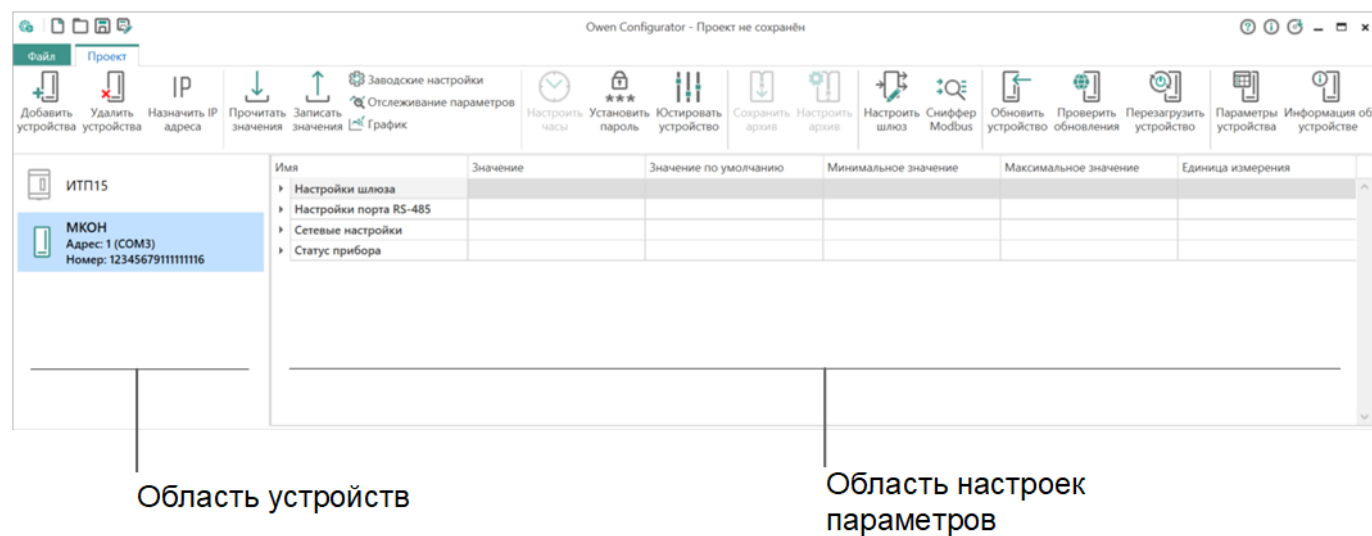 Owen Configurator - Проект не сохранён
Файл Проект
Добавить устройства
Удалить устройства
IP
Назначить IP адреса
Прочитать значения
Записать значения
Заводские настройки
Отслеживание параметров
График
Настроить часы
Установить пароль
Юстировать устройство
Сохранить архив
Настроить архив
Настроить шлюз
Сниффер Modbus
Обновить устройство
Проверить обновления
Перезагрузить устройство
Параметры устройства
Информация об устройстве
ИТП15
МКОН
Адрес: 1 (COM3)
Номер: 12345679111111116
Имя Значение Значение по умолчанию Минимальное значение Максимальное значение Единица измерения
Настройки шлюза
Настройки порта RS-485
Сетевые настройки
Статус прибора
Область устройств
Область настроек
параметров